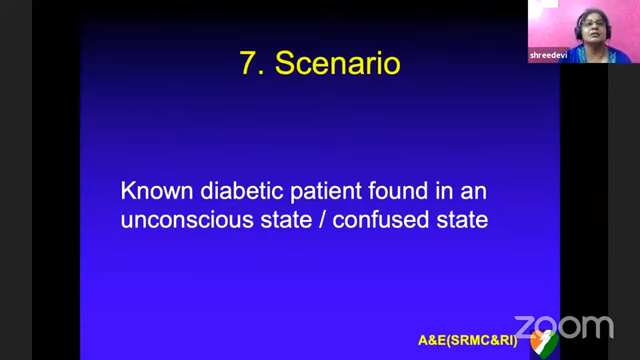 shreedevi
7. Scenario
Known diabetic patient found in an
unconscious state / confused state
A&E(SRMC&RI)
zoom